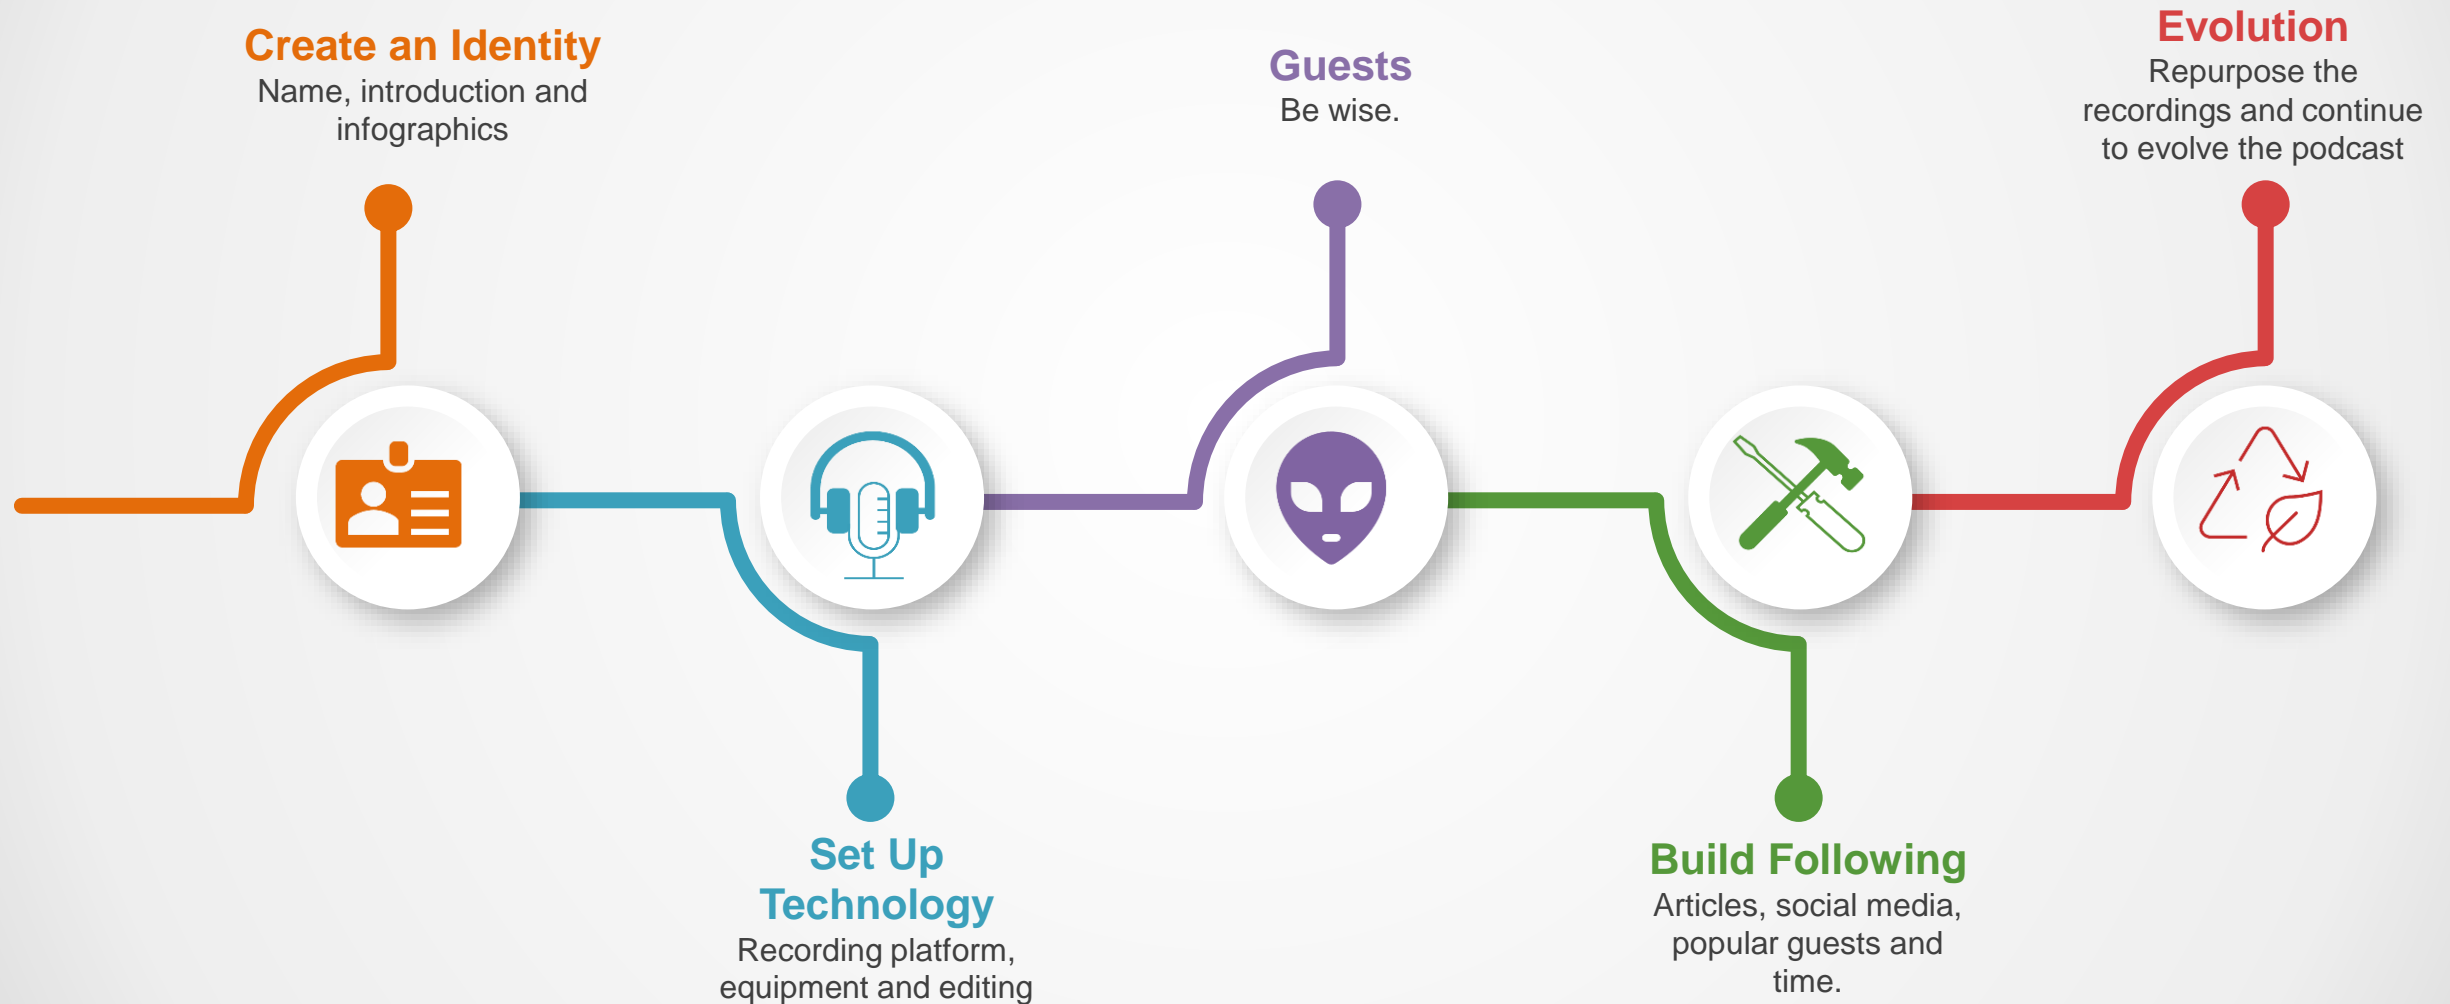 Create an Identity
Name, introduction and
infographics
Set Up
Technology
Recording platform,
equipment and editing
Guests
Be wise.
Build Following
Articles, social media,
popular guests and
time.
Evolution
Repurpose the
recordings and continue
to evolve the podcast